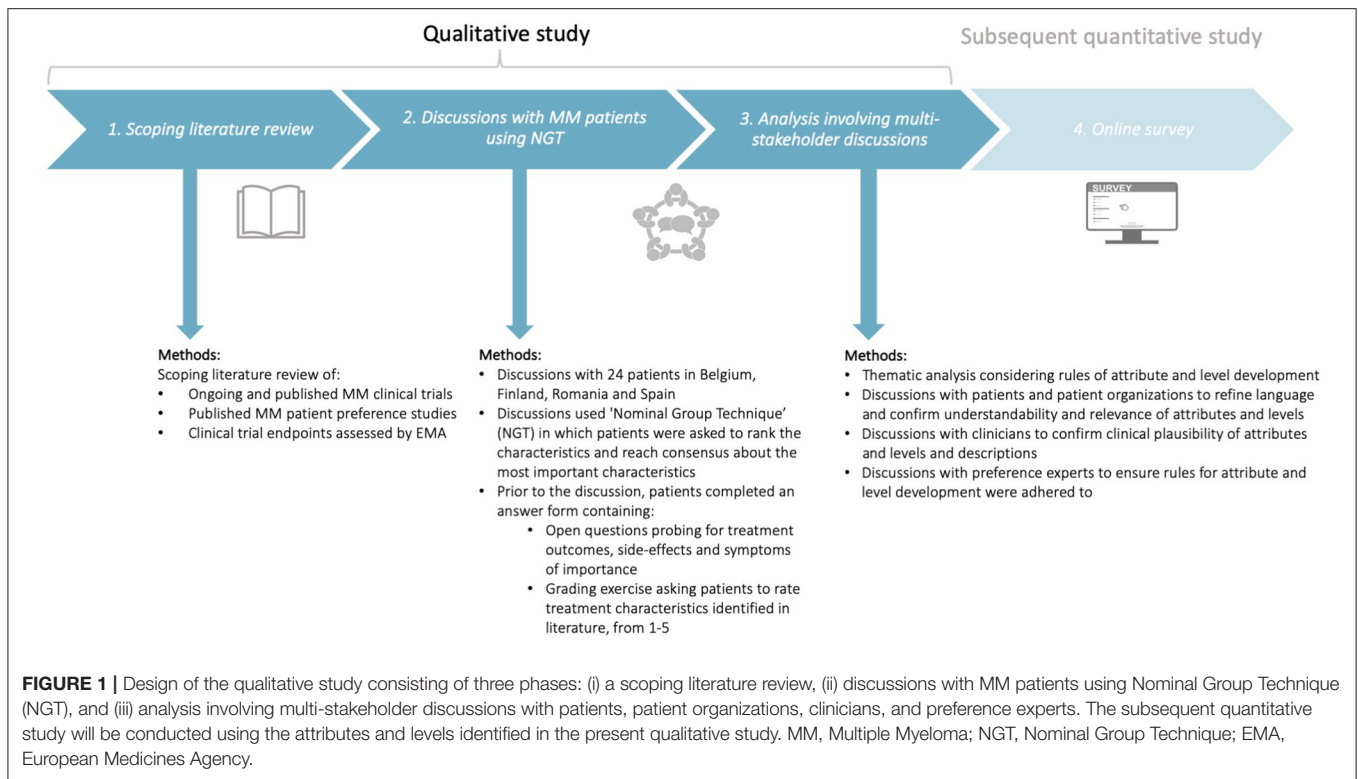 Qualitative study
Subsequent quantitative study
1. Scoping literature review
2. Discussions with MM patients
using NGT
3. Analysis involving multi-
stakeholder discussions
4. Online survey
SURVEY
Methods:
Scoping literature review of:
• Ongoing and published MM clinical trials
• Published MM patient preference studies
• Clinical trial endpoints assessed by EMA
Methods:
• Discussions with 24 patients in Belgium,
Finland, Romania and Spain
• Discussions used 'Nominal Group Technique’
(NGT) in which patients were asked to rank the
characteristics and reach consensus about the
most important characteristics
• Prior to the discussion, patients completed an
answer form containing:
• Open questions probing for treatment
outcomes, side-effects and symptoms
of importance
• Grading exercise asking patients to rate
treatment characteristics identified in
literature, from 1-5
Methods:
• Thematic analysis considering rules of attribute and level development
• Discussions with patients and patient organizations to refine language
and confirm understandability and relevance of attributes and levels
• Discussions with clinicians to confirm clinical plausibility of attributes
and levels and descriptions
• Discussions with preference experts to ensure rules for attribute and
level development were adhered to
FIGURE 1 | Design of the qualitative study consisting of three phases: (i) a scoping literature review, (ii) discussions with MM patients using Nominal Group Technique
(NGT), and (iii) analysis involving multi-stakeholder discussions with patients, patient organizations, clinicians, and preference experts. The subsequent quantitative
study will be conducted using the attributes and levels identified in the present qualitative study. MM, Multiple Myeloma; NGT, Nominal Group Technique; EMA,
European Medicines Agency.